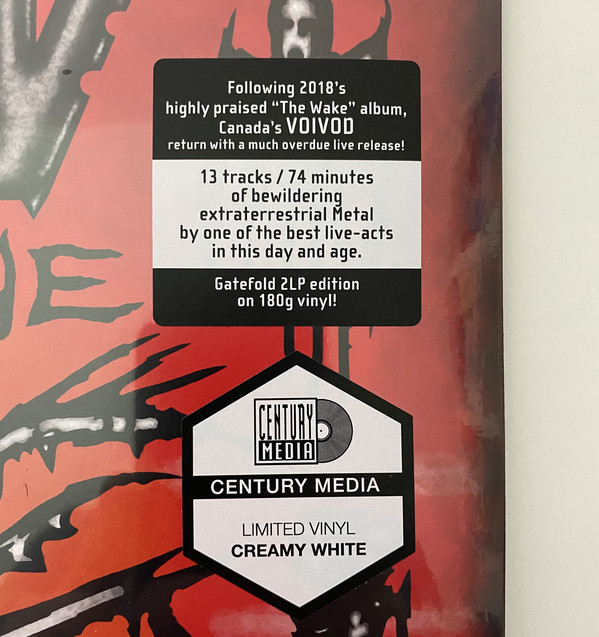 Following 2018's
highly praised “The Wake” album,
Canada's VOIVOD
return with a much overdue live release!
13 tracks / 74 minutes
of bewildering
extraterrestrial Metal
by one of the best live-acts
in this day and age.
Gatefold 2LP edition
on 180g vinyl!
CENTURY
MEDIA
CENTURY MEDIA
LIMITED VINYL
CREAMY WHITE